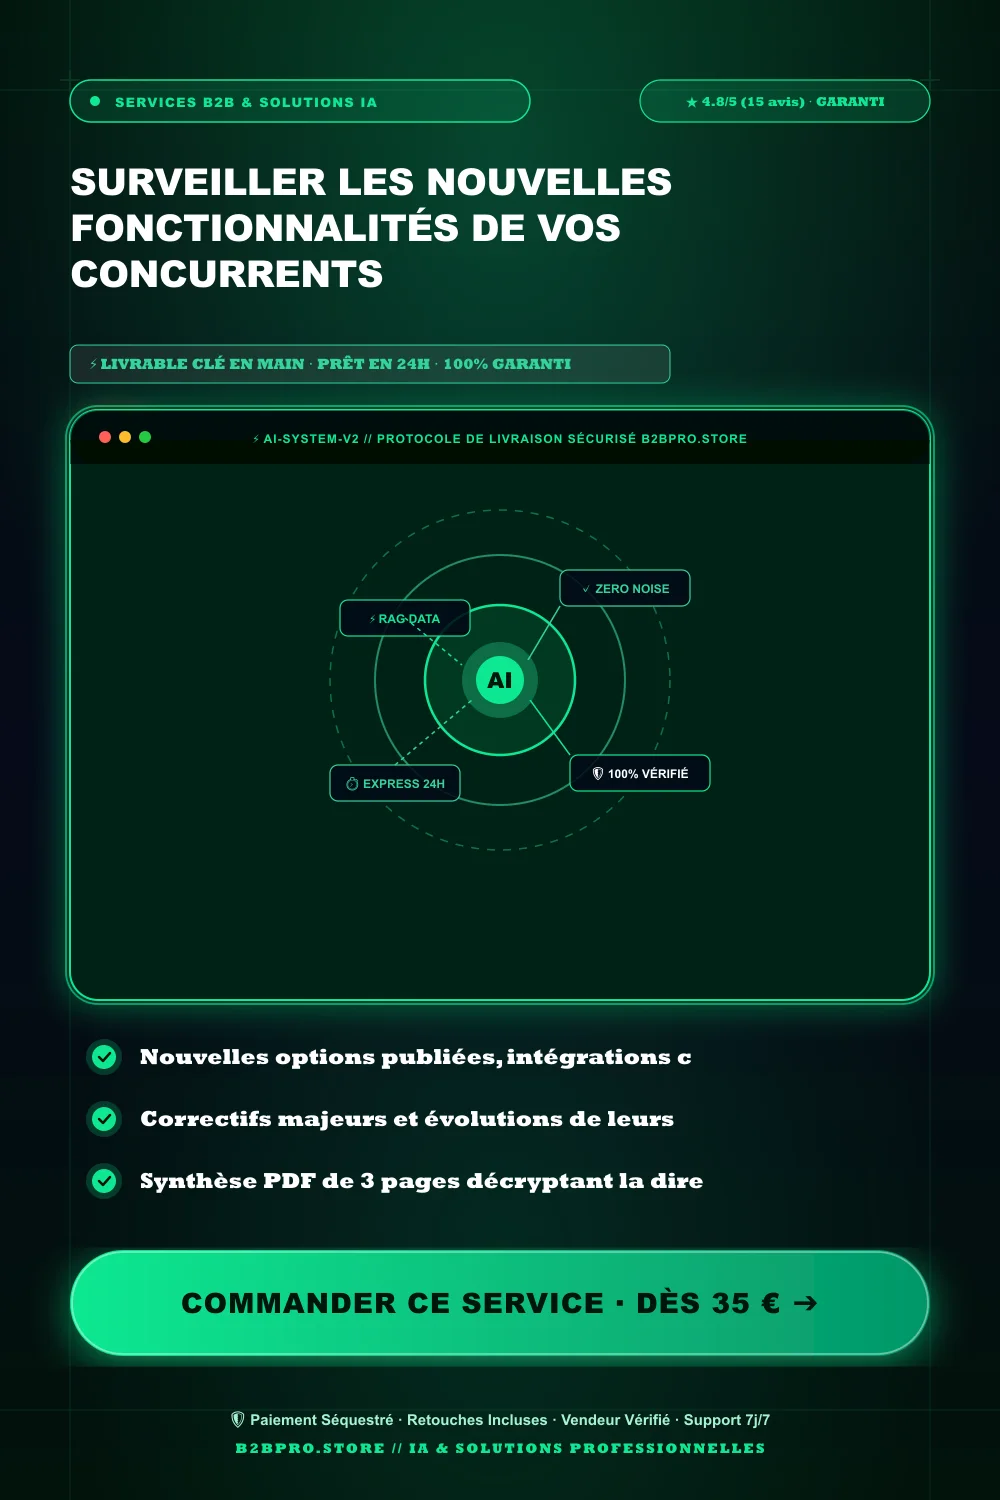 SERVICES B2B & SOLUTIONS IA
★ 4.8/5 (15 avis) · GARANTI
SURVEILLER LES NOUVELLES
FONCTIONNALITÉS DE VOS
CONCURRENTS
⚡ LIVRABLE CLÉ EN MAIN · PRÊT EN 24H · 100% GARANTI
⚡ AI-SYSTEM-V2 // PROTOCOLE DE LIVRAISON SÉCURISÉ B2BPRO.STORE
✓ ZERO NOISE
⚡ RAG DATA
AI
⏱ EXPRESS 24H
🛡 100% VÉRIFIÉ
Nouvelles options publiées, intégrations c
Correctifs majeurs et évolutions de leurs
Synthèse PDF de 3 pages décryptant la dire
COMMANDER CE SERVICE · DÈS 35 € ➔
🛡 Paiement Séquestré · Retouches Incluses · Vendeur Vérifié · Support 7j/7
B2BPRO.STORE // IA & SOLUTIONS PROFESSIONNELLES